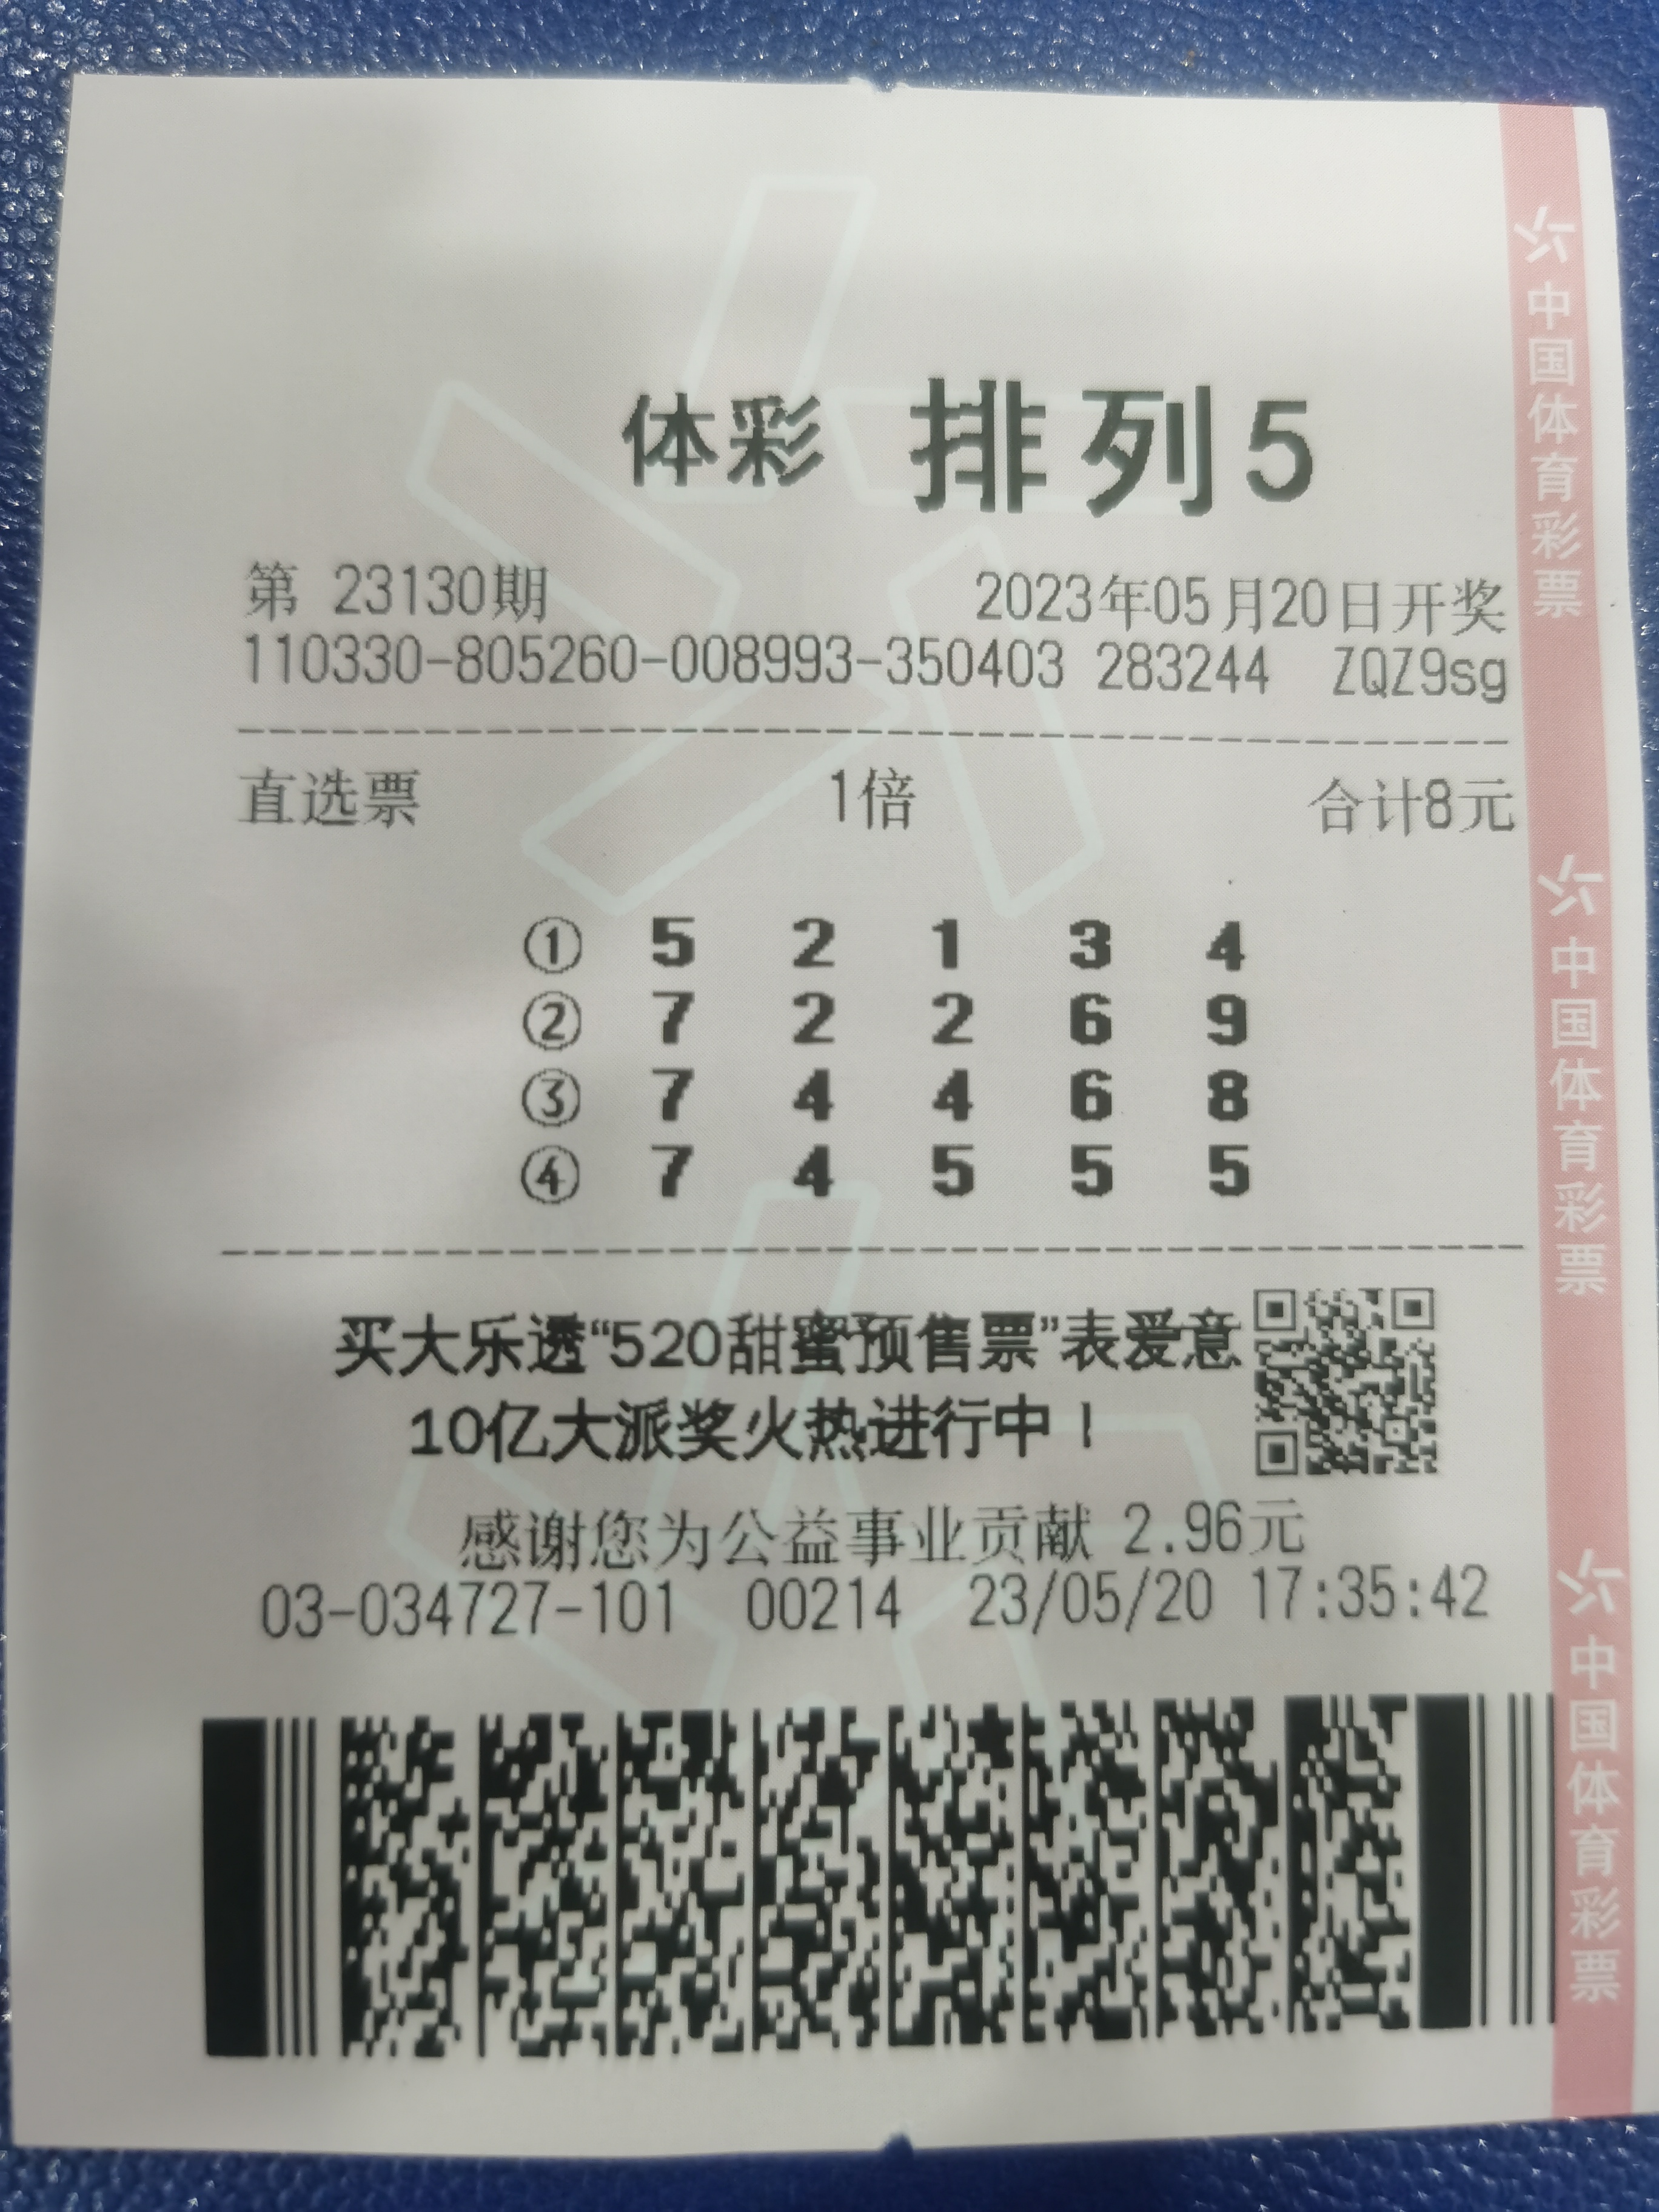 体彩 排列5
第 23130期 2023年05月20日开奖
110330-805260-008993-350403 283244 ZQZ9sg
直选票 1倍 合计8元
① 5 2 1 3 4
② 7 2 2 6 9
③ 7 4 4 6 8
④ 7 4 5 5 5
买大乐透“520甜蜜预售票”表爱意
10亿大派奖火热进行中！
感谢您为公益事业贡献 2.96元
03-034727-101 00214 23/05/20 17:35:42
中国体育彩票
中国体育彩票
中国体育彩票